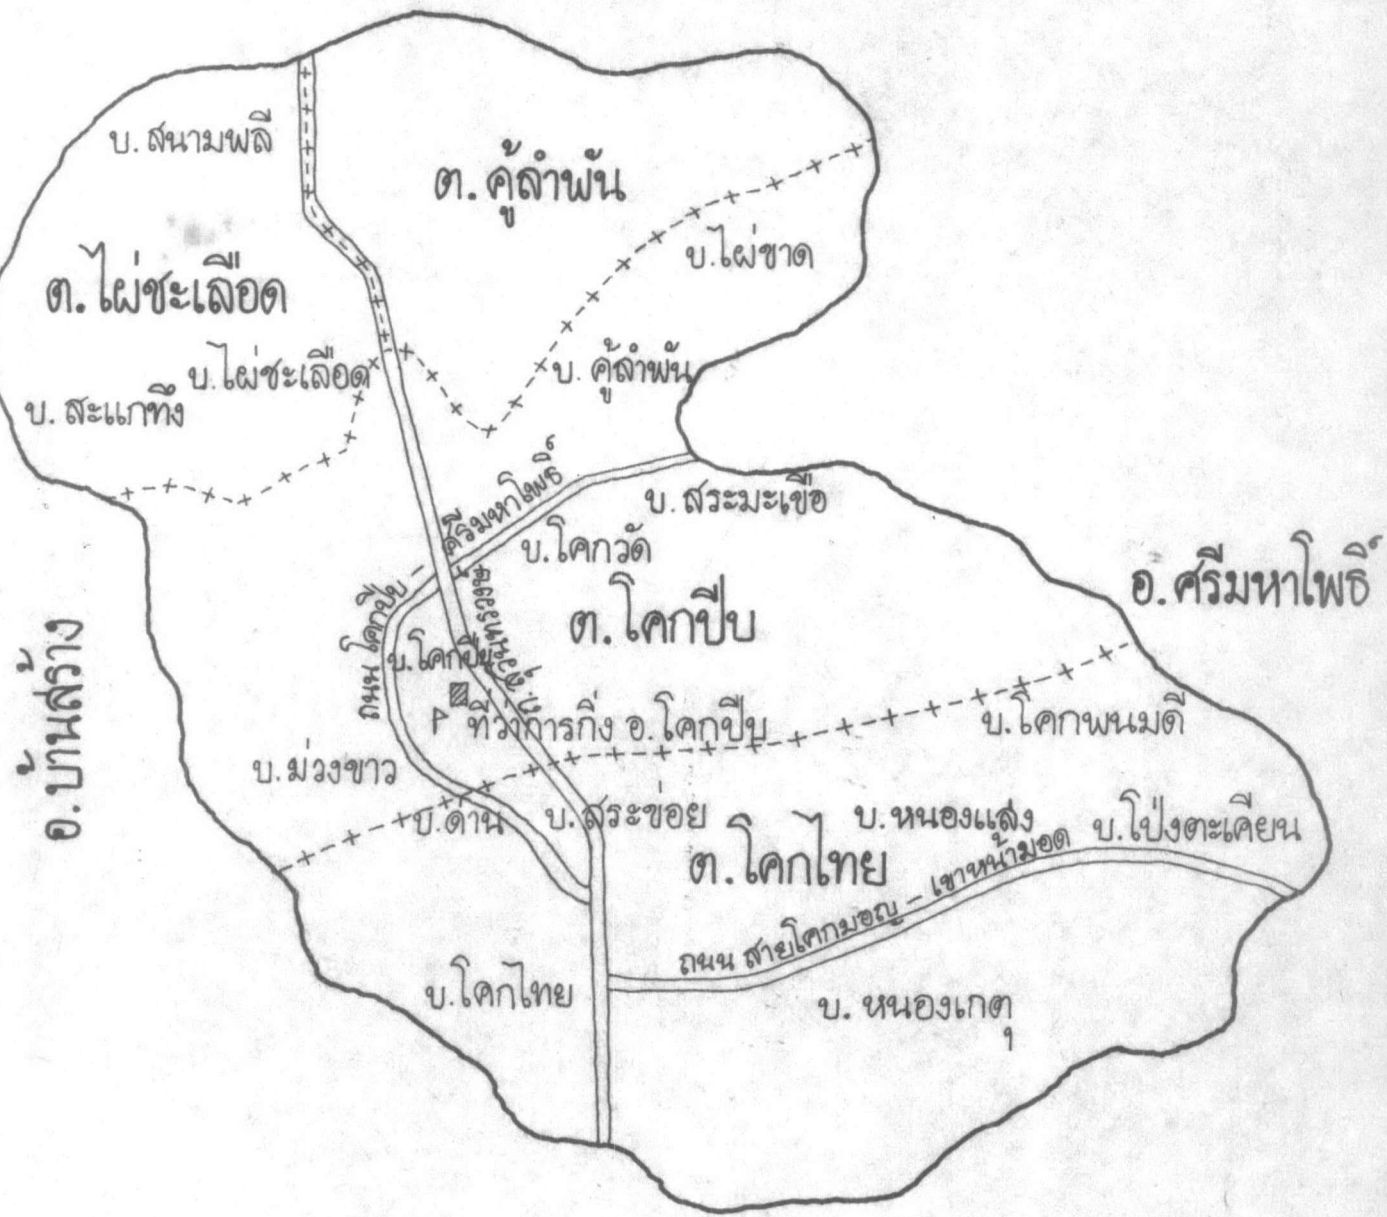 บ.สนามพลี
ต.คู้ลำพัน
บ.ไผ่ขาด
ต.ไผ่ชะเลือด
บ.ไผ่ชะเลือด
บ.คู้ลำพัน
บ.สะแกทึง
ถนน โคกปีบ - ศรีมหาโพธิ์
บ.สระมะเขือ
บ.โคกวัด
อ.ศรีมหาโพธิ์
ต.โคกปีบ
อ.บ้านสร้าง
บ.โคกปีบ
ที่ว่าการกิ่ง อ.โคกปีบ
บ.โคกพนมดี
บ.ม่วงขาว
บ.ด่าน
บ.สระข่อย
บ.หนองแสง
บ.โป่งตะเคียน
ต.โคกไทย
ถนน สายโคกมอญ - เขาหน้ามอด
บ.โคกไทย
บ.หนองเกตุ